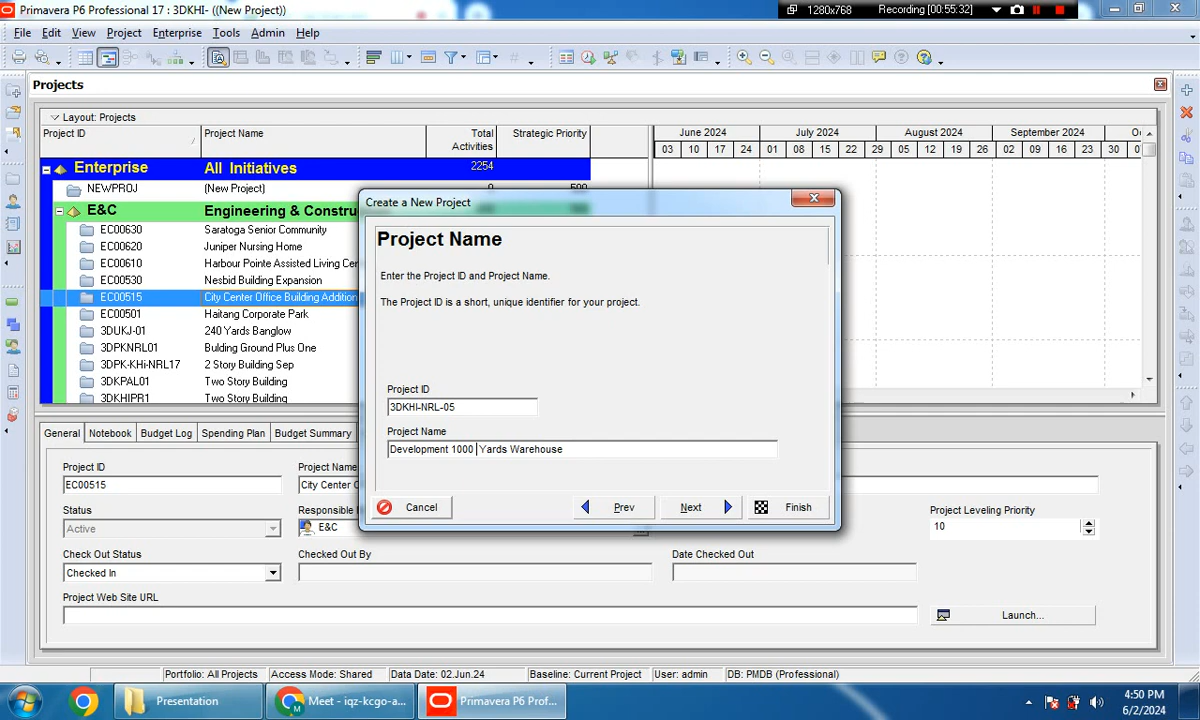 Primavera P6 Professional 17 : 3DKHI- ((New Project))
1280x768
Recording [00:55:32]
File Edit View Project Enterprise Tools Admin Help
Projects
Layout: Projects
Project ID
Project Name
Total Activities
Strategic Priority
June 2024 July 2024 August 2024 September 2024
03 10 17 24 01 08 15 22 29 05 12 19 26 02 09 16 23 30
Enterprise All Initiatives 2254
NEWPROJ (New Project)
E&C
EC00630 Saratoga Senior Community
EC00620 Juniper Nursing Home
EC00610 Harbour Pointe Assisted Living
EC00530 Nesbid Building Expansion
EC00515 City Center Office Building Addition
EC00501 Haitang Corporate Park
3DUKJ-01 240 Yards Banglow
3DPKNRL01 Bulding Ground Plus One
3DPK-KHi-NRL17 2 Story Building Sep
3DKPAL01 Two Story Building
3DKHIPR1 Two Story Building
Create a New Project
Project Name
Enter the Project ID and Project Name.
The Project ID is a short, unique identifier for your project.
Project ID
3DKHI-NRL-05
Project Name
Development 1000 Yards Warehouse
Cancel Prev Next Finish
General Notebook Budget Log Spending Plan Budget Summary
Project ID
EC00515
Project Name
City Center
Status
Active
Responsible
E&C
Project Leveling Priority
10
Check Out Status
Checked In
Checked Out By
Date Checked Out
Project Web Site URL
Launch...
Portfolio: All Projects Access Mode: Shared Data Date: 02.Jun.24 Baseline: Current Project User: admin DB: PMDB (Professional)
Presentation
Meet - iqz-kcgo-a...
Primavera P6 Prof...
4:50 PM
6/2/2024